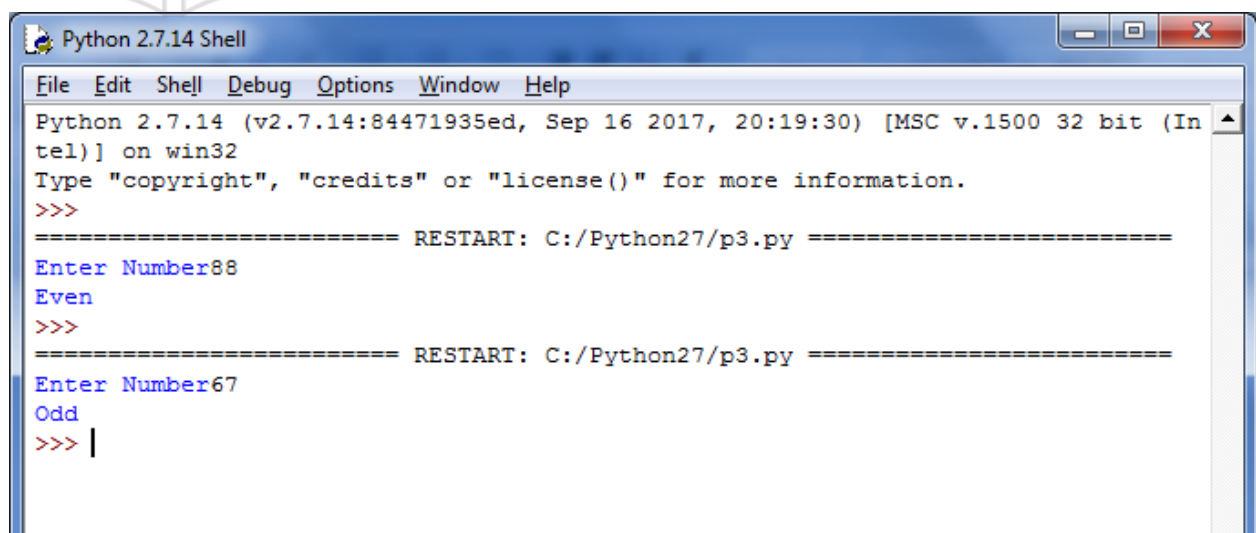 Python 2.7.14 Shell
File Edit Shell Debug Options Window Help
Python 2.7.14 (v2.7.14:84471935ed, Sep 16 2017, 20:19:30) [MSC v.1500 32 bit (In
tel)] on win32
Type "copyright", "credits" or "license()" for more information.
>>>
========================= RESTART: C:/Python27/p3.py =========================
Enter Number88
Even
>>>
========================= RESTART: C:/Python27/p3.py =========================
Enter Number67
Odd
>>>